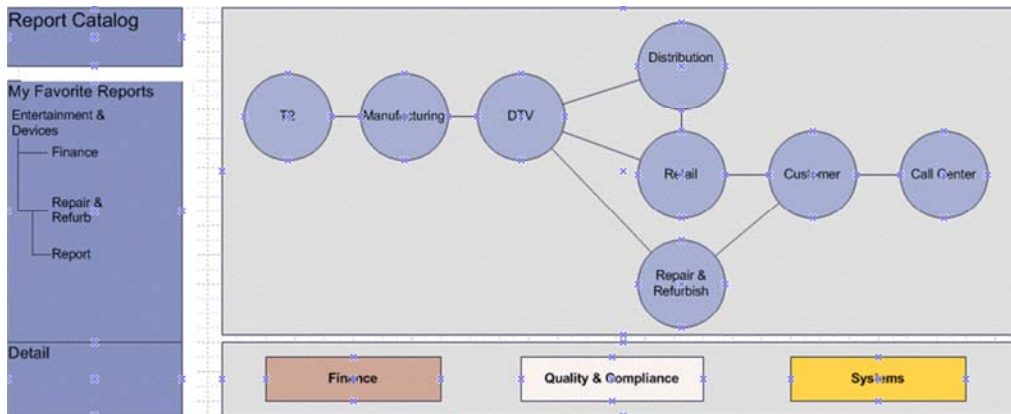 Report Catalog
My Favorite Reports
Entertainment &
Devices
Finance
Repair &
Refurb
Report
Detail
T2
Manufacturing
DTV
Distribution
Retail
Customer
Call Center
Repair &
Refurbish
Finance
Quality & Compliance
Systems